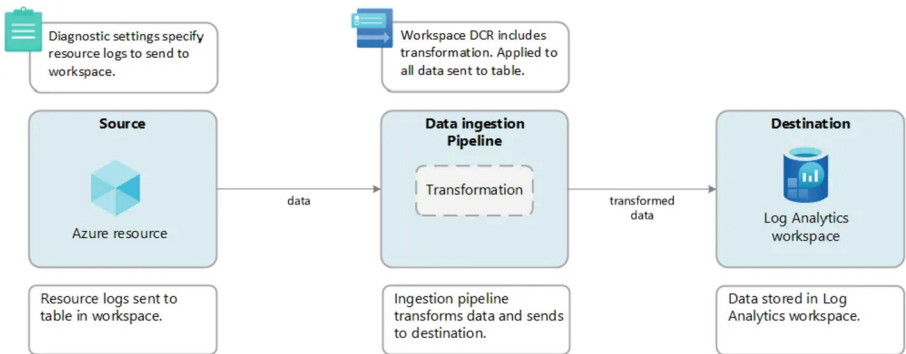 Diagnostic settings specify
resource logs to send to
workspace.
Workspace DCR includes
transformation. Applied to
all data sent to table.
Source
Azure resource
data
Data ingestion
Pipeline
Transformation
transformed
data
Destination
Log Analytics
workspace
Resource logs sent to
table in workspace.
Ingestion pipeline
transforms data and sends
to destination.
Data stored in Log
Analytics workspace.